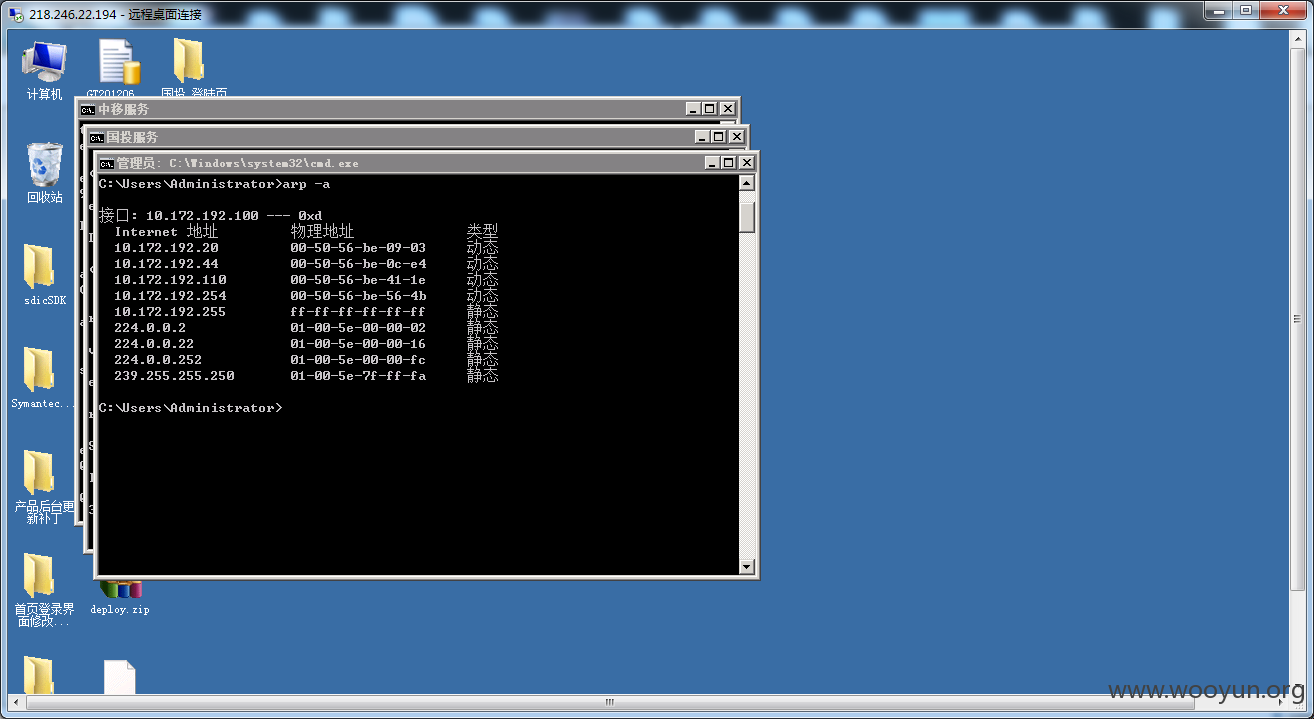 218.246.22.194 - 远程桌面连接
计算机
GT201206
国投 登陆页
中移服务
国投服务
管理员: C:\Windows\system32\cmd.exe
C:\Users\Administrator>arp -a
接口: 10.172.192.100 --- 0xd
Internet 地址 物理地址 类型
10.172.192.20 00-50-56-be-09-03 动态
10.172.192.44 00-50-56-be-0c-e4 动态
10.172.192.110 00-50-56-be-41-1e 动态
10.172.192.254 00-50-56-be-56-4b 动态
10.172.192.255 ff-ff-ff-ff-ff-ff 静态
224.0.0.2 01-00-5e-00-00-02 静态
224.0.0.22 01-00-5e-00-00-16 静态
224.0.0.252 01-00-5e-00-00-fc 静态
239.255.255.250 01-00-5e-7f-ff-fa 静态
C:\Users\Administrator>
回收站
sdicSDK
Symantec...
产品后台更
新补丁
首页登录界
面修改...
deploy.zip
www.wooyun.org